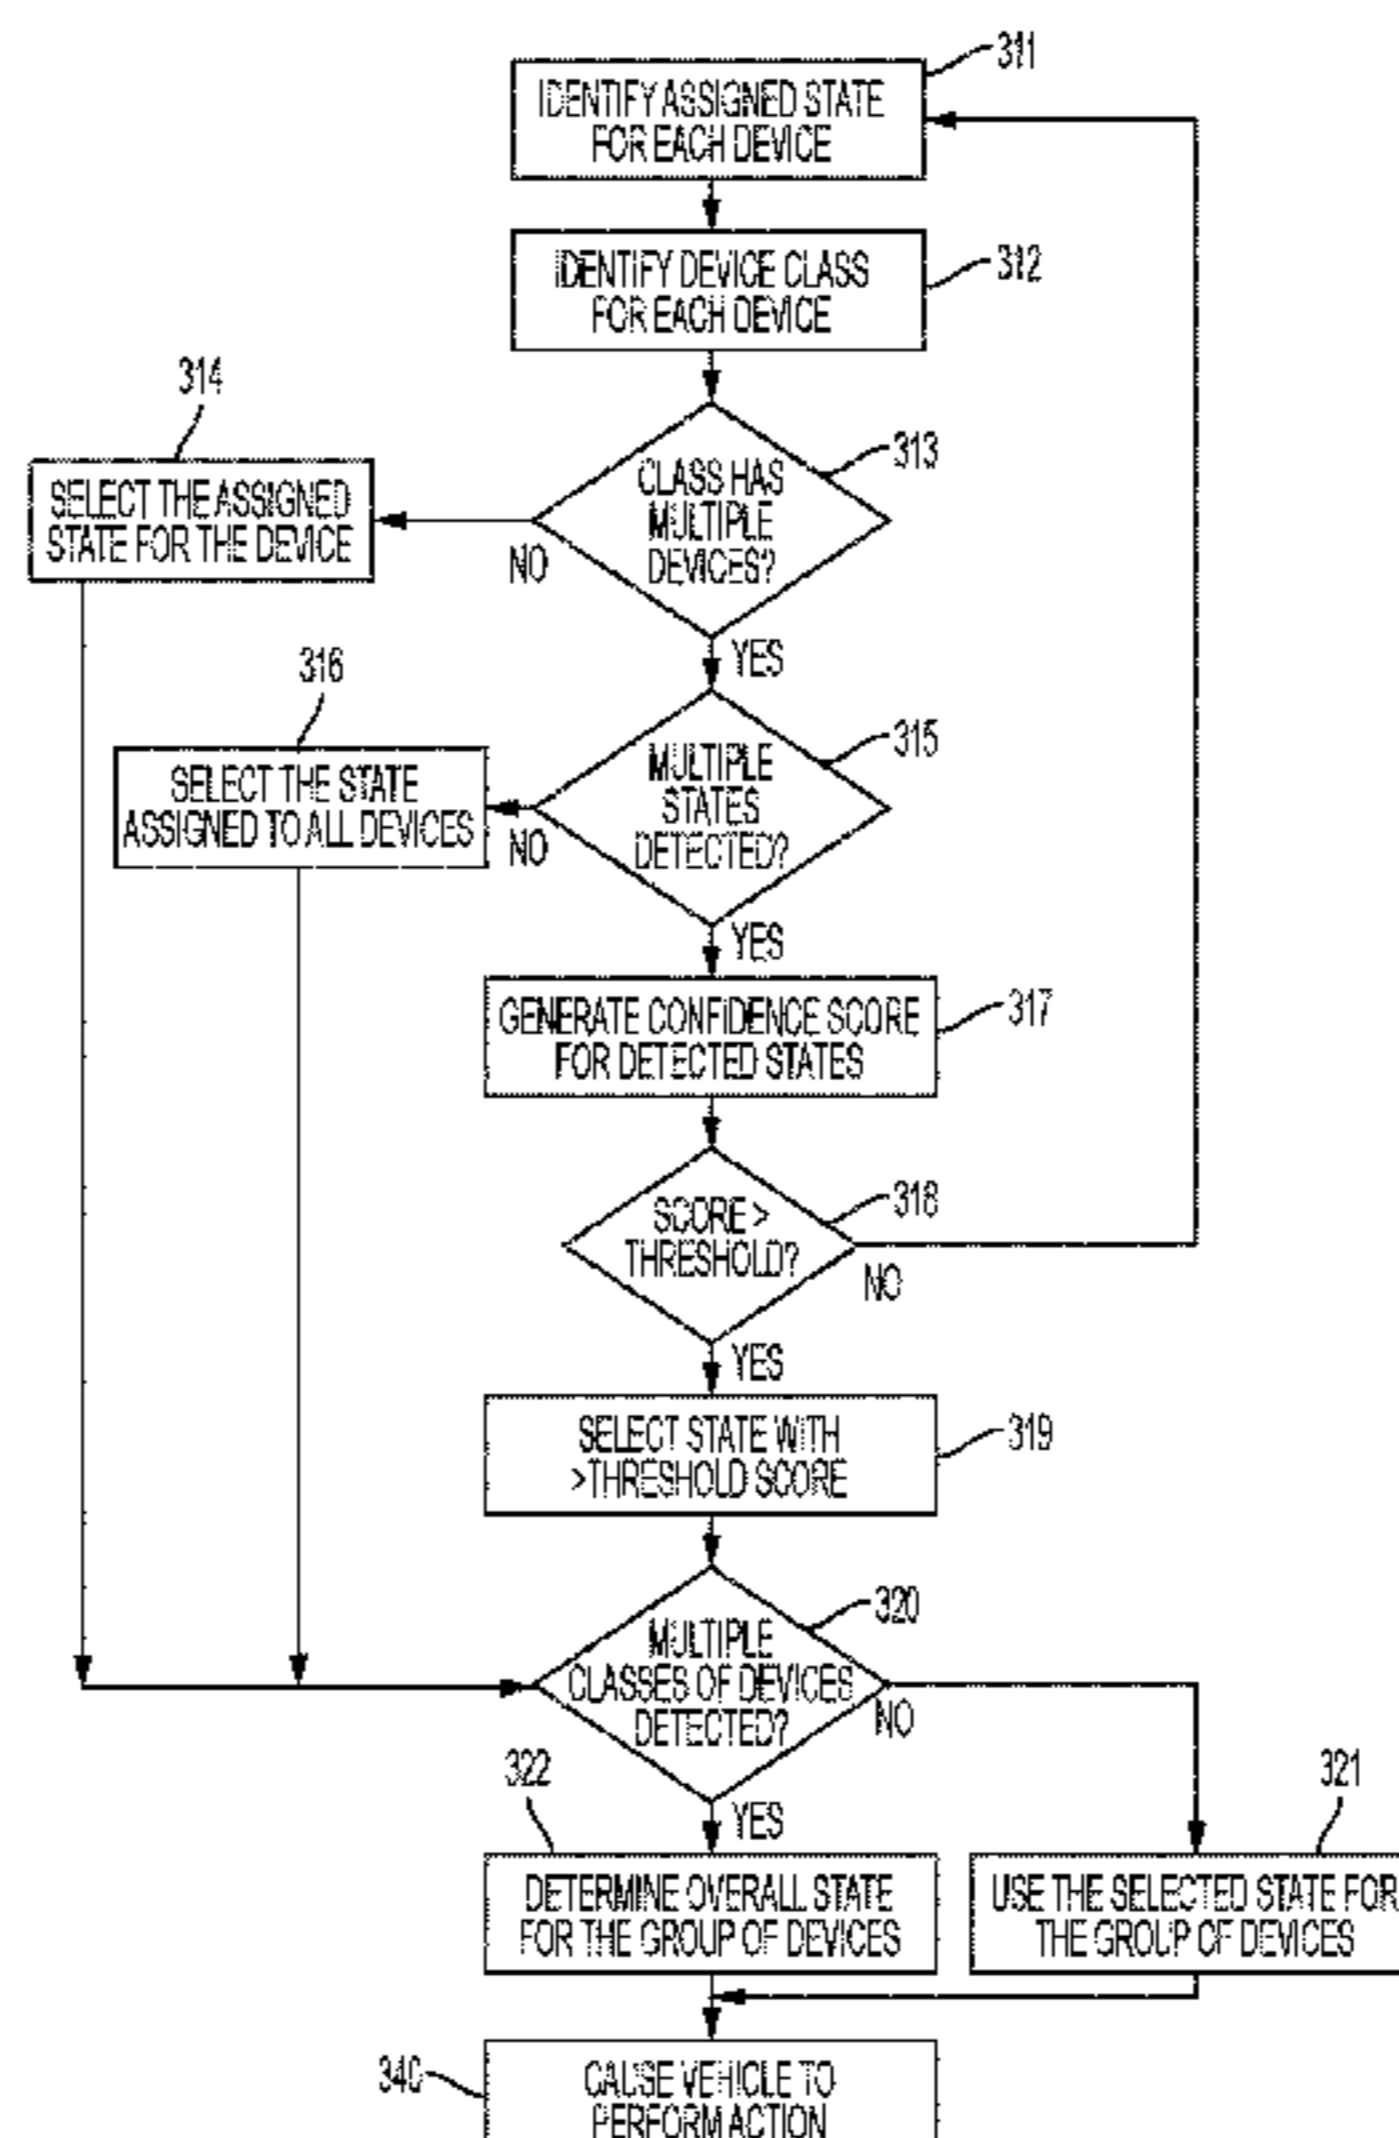 311
IDENTIFY ASSIGNED STATE
FOR EACH DEVICE
312
IDENTIFY DEVICE CLASS
FOR EACH DEVICE
314
313
SELECT THE ASSIGNED
STATE FOR THE DEVICE
CLASS HAS
MULTIPLE
DEVICES?
NO
YES
316
315
SELECT THE STATE
ASSIGNED TO ALL DEVICES
MULTIPLE
STATES
DETECTED?
NO
YES
317
GENERATE CONFIDENCE SCORE
FOR DETECTED STATES
318
SCORE >
THRESHOLD?
NO
YES
319
SELECT STATE WITH
>THRESHOLD SCORE
320
MULTIPLE
CLASSES OF DEVICES
DETECTED?
NO
YES
322
321
DETERMINE OVERALL STATE
FOR THE GROUP OF DEVICES
USE THE SELECTED STATE FOR
THE GROUP OF DEVICES
340
CAUSE VEHICLE TO
PERFORM ACTION